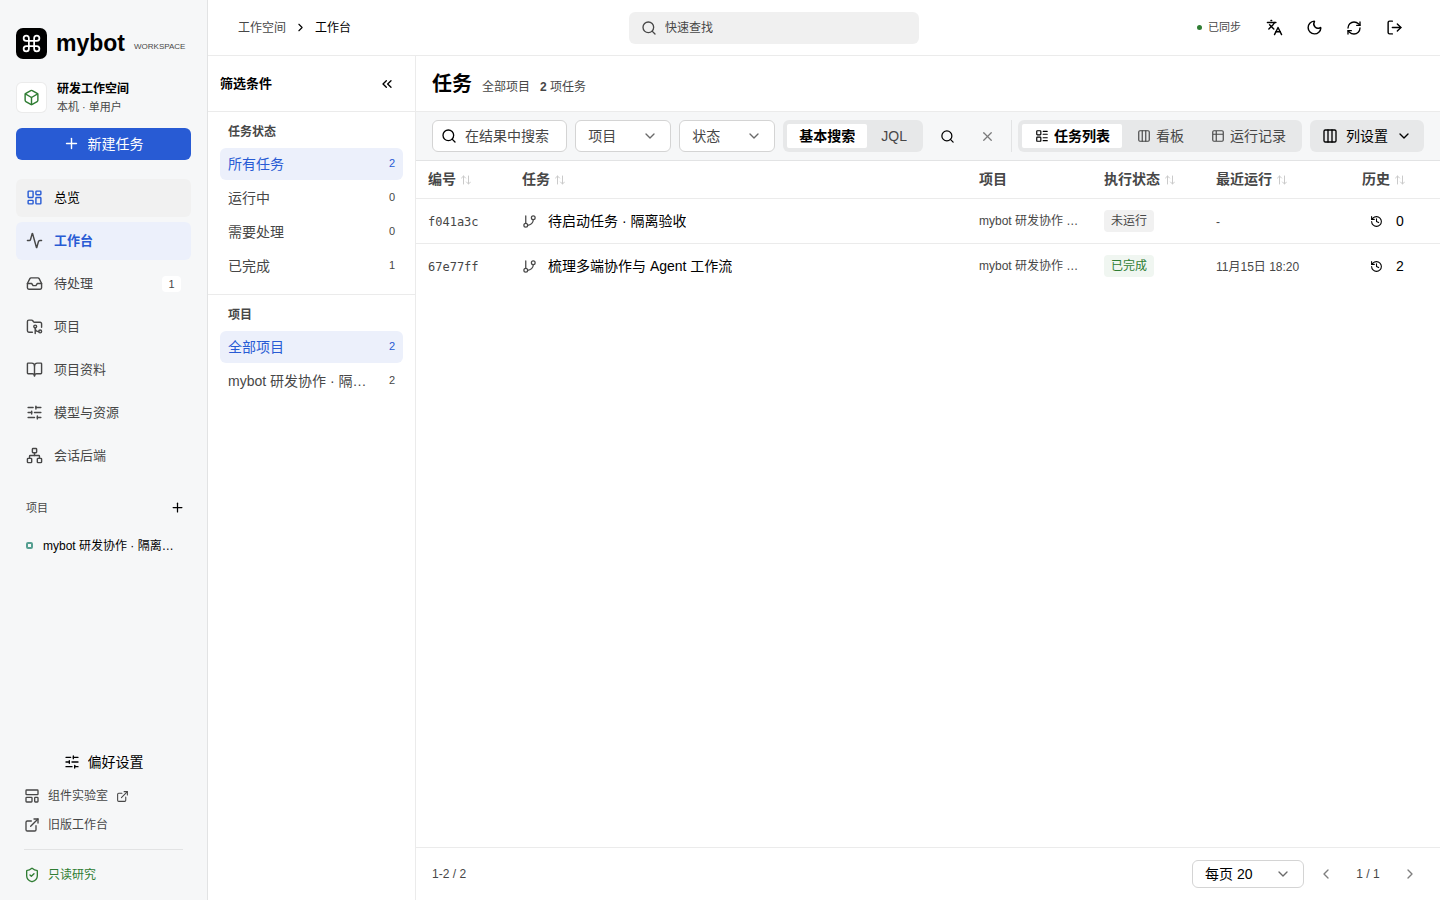 mybot WORKSPACE
研发工作空间
本机 · 单用户
新建任务
总览
工作台
待处理 1
项目
项目资料
模型与资源
会话后端
项目
mybot 研发协作 · 隔离…
偏好设置
组件实验室
旧版工作台
只读研究
工作空间 工作台
快速查找
已同步
筛选条件
任务状态
所有任务 2
运行中 0
需要处理 0
已完成 1
项目
全部项目 2
mybot 研发协作 · 隔… 2
任务 全部项目 2 项任务
在结果中搜索 项目 状态 基本搜索 JQL 任务列表 看板 运行记录 列设置
编号 任务 项目 执行状态 最近运行 历史
f041a3c 待启动任务 · 隔离验收 mybot 研发协作 … 未运行 - 0
67e77ff 梳理多端协作与 Agent 工作流 mybot 研发协作 … 已完成 11月15日 18:20 2
1-2 / 2 每页 20 1 / 1